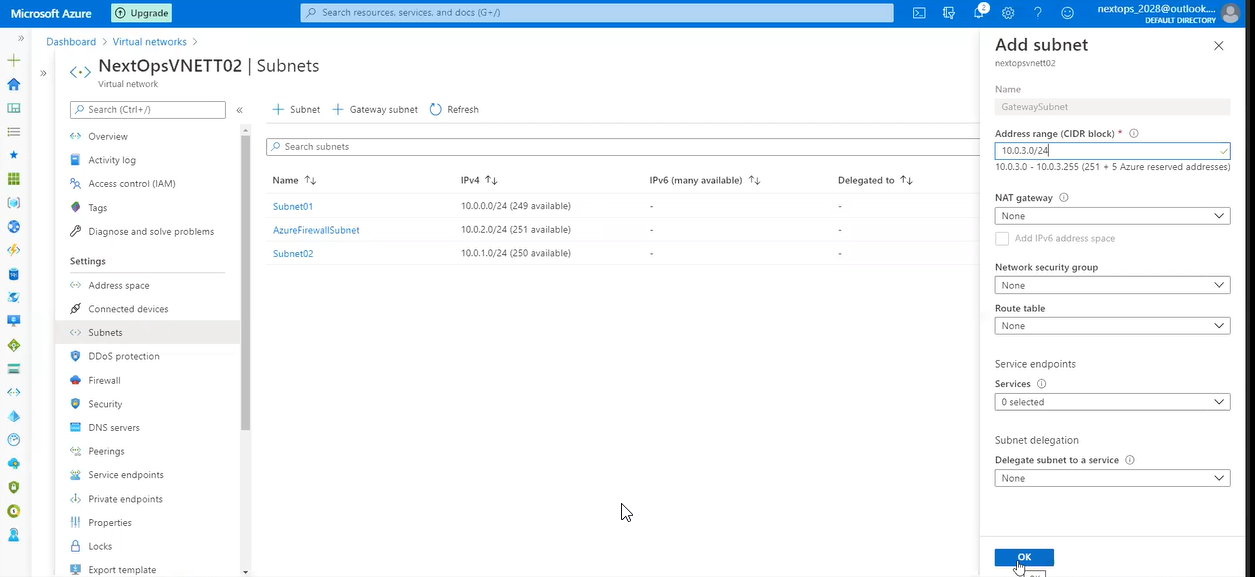 Microsoft Azure
Upgrade
Search resources, services, and docs (G+/)
2
nextops_2028@outlook....
DEFAULT DIRECTORY
Dashboard > Virtual networks >
NextOpsVNETT02 | Subnets
Virtual network
Search (Ctrl+/)
Overview
Activity log
Access control (IAM)
Tags
Diagnose and solve problems
Settings
Address space
Connected devices
Subnets
DDoS protection
Firewall
Security
DNS servers
Peerings
Service endpoints
Private endpoints
Properties
Locks
Export template
+ Subnet + Gateway subnet Refresh
Search subnets
Name IPv4 IPv6 (many available) Delegated to
Subnet01 10.0.0.0/24 (249 available) - -
AzureFirewallSubnet 10.0.2.0/24 (251 available) - -
Subnet02 10.0.1.0/24 (250 available) - -
Add subnet
nextopsvnett02
Name
GatewaySubnet
Address range (CIDR block) *
10.0.3.0/24
10.0.3.0 - 10.0.3.255 (251 + 5 Azure reserved addresses)
NAT gateway
None
Add IPv6 address space
Network security group
None
Route table
None
Service endpoints
Services
0 selected
Subnet delegation
Delegate subnet to a service
None
OK